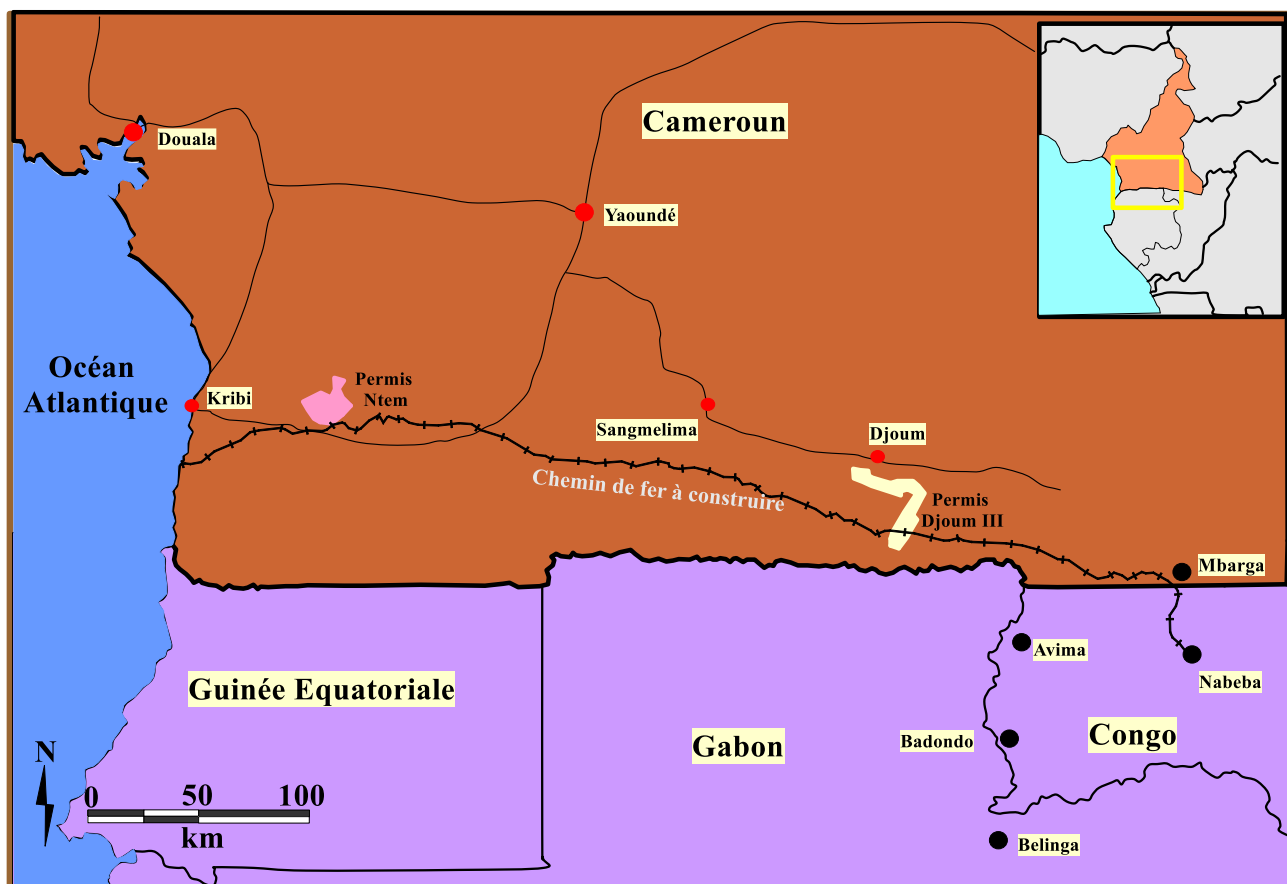 Cameroun
Douala
Yaoundé
Océan
Atlantique
Kribi
Permis
Ntem
Sangmelima
Djoum
Chemin de fer à construire
Permis
Djoum III
Mbarga
Avima
Nabeba
Guinée Equatoriale
Gabon
Badondo
Congo
N
0 50 100
km
Belinga